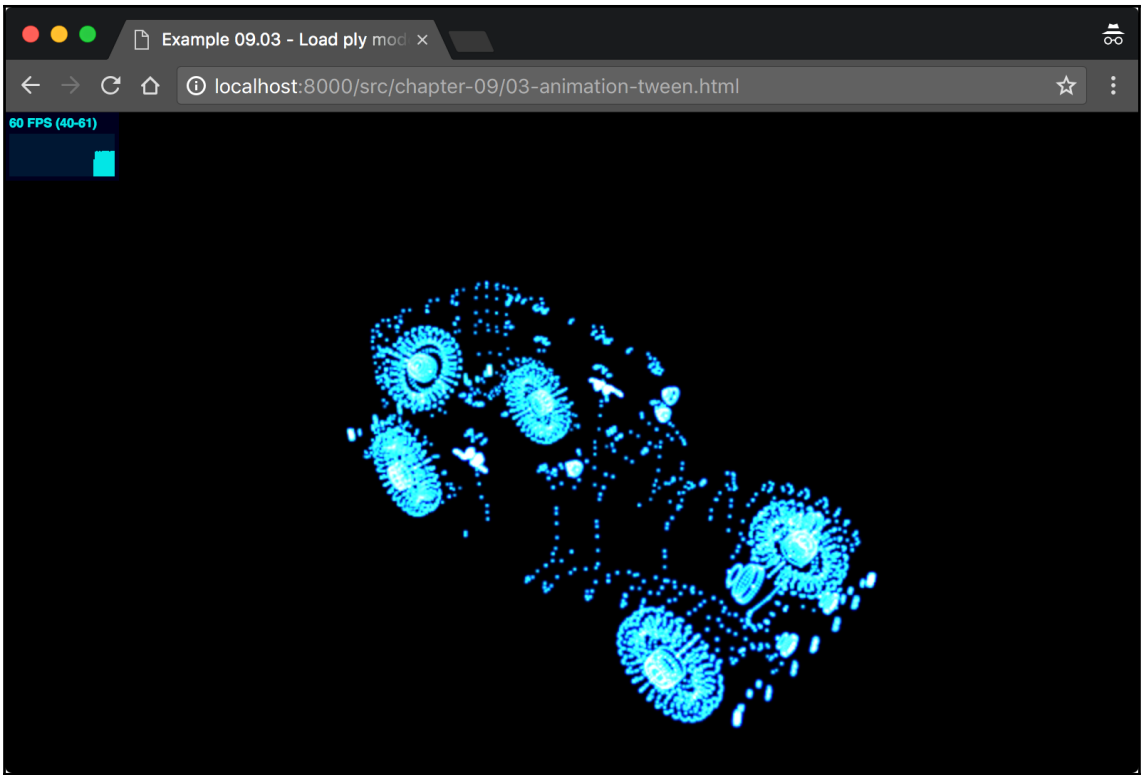 Example 09.03 - Load ply mod
localhost:8000/src/chapter-09/03-animation-tween.html
60 FPS (40-61)